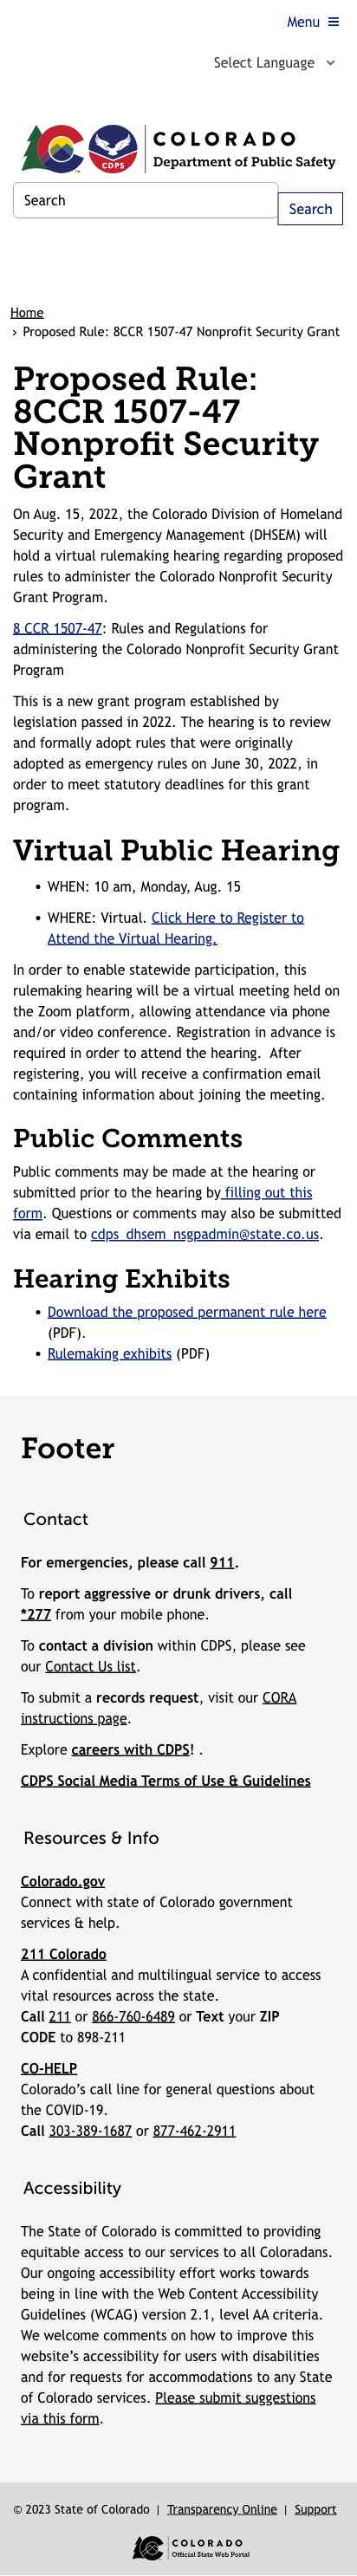 Menu ≡
Select Language
CDPS
COLORADO
Department of Public Safety
Search
Search
Home
› Proposed Rule: 8CCR 1507-47 Nonprofit Security Grant
Proposed Rule:
8CCR 1507-47
Nonprofit Security
Grant
On Aug. 15, 2022, the Colorado Division of Homeland
Security and Emergency Management (DHSEM) will
hold a virtual rulemaking hearing regarding proposed
rules to administer the Colorado Nonprofit Security
Grant Program.
8 CCR 1507-47: Rules and Regulations for
administering the Colorado Nonprofit Security Grant
Program
This is a new grant program established by
legislation passed in 2022. The hearing is to review
and formally adopt rules that were originally
adopted as emergency rules on June 30, 2022, in
order to meet statutory deadlines for this grant
program.
Virtual Public Hearing
• WHEN: 10 am, Monday, Aug. 15
• WHERE: Virtual. Click Here to Register to
Attend the Virtual Hearing.
In order to enable statewide participation, this
rulemaking hearing will be a virtual meeting held on
the Zoom platform, allowing attendance via phone
and/or video conference. Registration in advance is
required in order to attend the hearing.  After
registering, you will receive a confirmation email
containing information about joining the meeting.
Public Comments
Public comments may be made at the hearing or
submitted prior to the hearing by filling out this
form. Questions or comments may also be submitted
via email to cdps_dhsem_nsgpadmin@state.co.us.
Hearing Exhibits
• Download the proposed permanent rule here
(PDF).
• Rulemaking exhibits (PDF)
Footer
Contact
For emergencies, please call 911.
To report aggressive or drunk drivers, call
*277 from your mobile phone.
To contact a division within CDPS, please see
our Contact Us list.
To submit a records request, visit our CORA
instructions page.
Explore careers with CDPS! .
CDPS Social Media Terms of Use & Guidelines
Resources & Info
Colorado.gov
Connect with state of Colorado government
services & help.
211 Colorado
A confidential and multilingual service to access
vital resources across the state.
Call 211 or 866-760-6489 or Text your ZIP
CODE to 898-211
CO-HELP
Colorado’s call line for general questions about
the COVID-19.
Call 303-389-1687 or 877-462-2911
Accessibility
The State of Colorado is committed to providing
equitable access to our services to all Coloradans.
Our ongoing accessibility effort works towards
being in line with the Web Content Accessibility
Guidelines (WCAG) version 2.1, level AA criteria.
We welcome comments on how to improve this
website’s accessibility for users with disabilities
and for requests for accommodations to any State
of Colorado services. Please submit suggestions
via this form.
© 2023 State of Colorado | Transparency Online | Support
COLORADO
Official State Web Portal